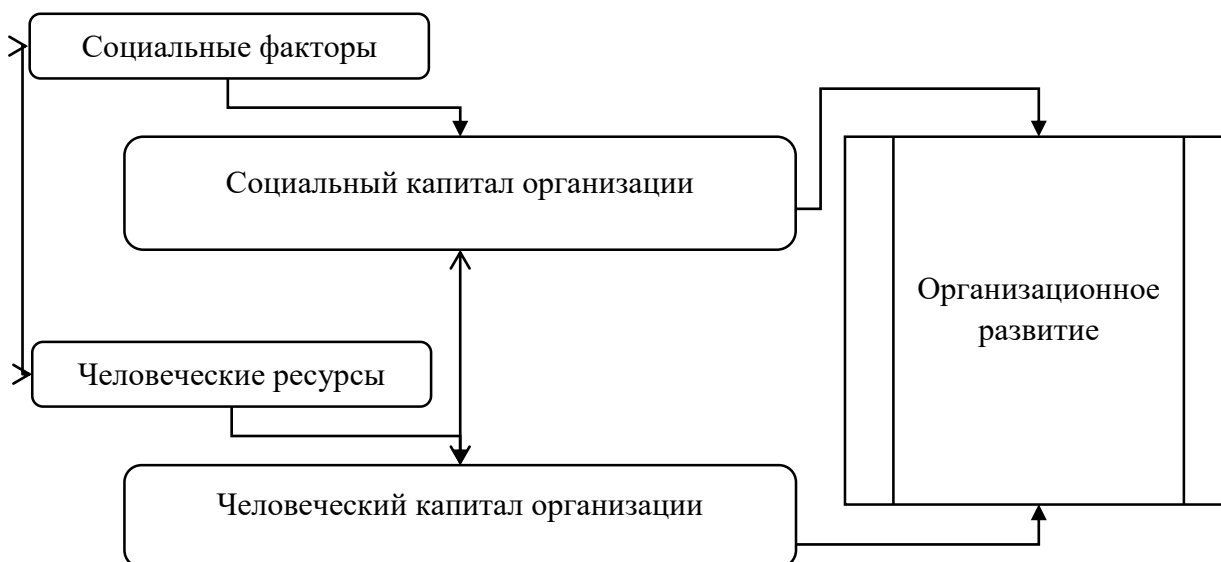 Социальные факторы
Социальный капитал организации
Организационное
развитие
Человеческие ресурсы
Человеческий капитал организации